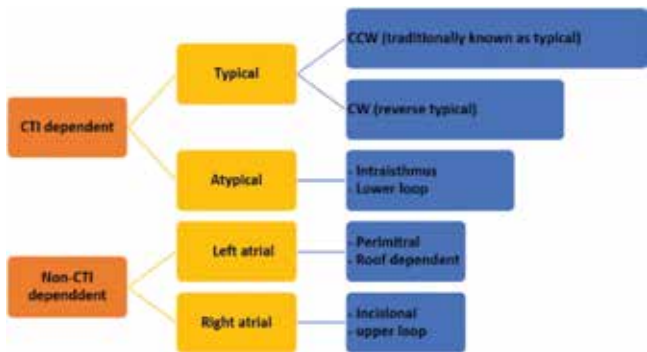 CTI dependent
Typical
CCW (traditionally known as typical)
CW (reverse typical)
Atypical
- Intraisthmus
- Lower loop
Non-CTI
dependdent
Left atrial
- Perimitral
- Roof dependent
Right atrial
- Incisional
- upper loop